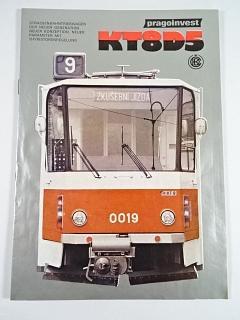 STRASSENBAHNTRIEBWAGEN
DER NEUEN GENERATION
NEUER KONZEPTION, NEUER
PARAMETER MIT
THYRISTORREGELUNG
pragoinvest
KT8D5
9
ZKUŠEBNÍ JÍZDA
0019